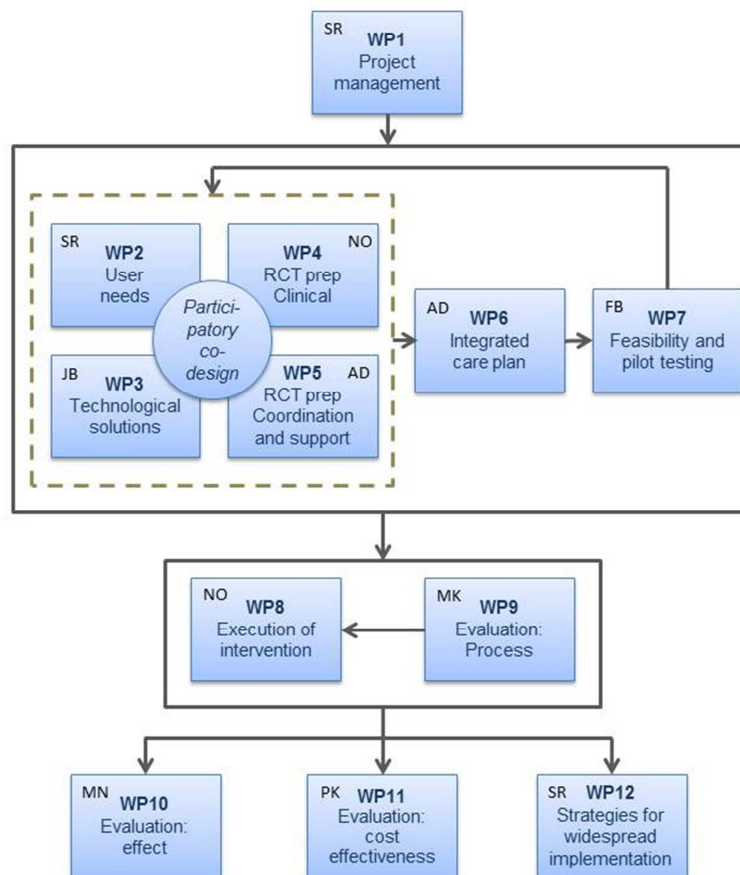 SR
WP1
Project
management
SR
WP2
User
needs
NO
WP4
RCT prep
Clinical
Partici-
patory
co-
design
JB
WP3
Technological
solutions
AD
WP5
RCT prep
Coordination
and support
AD
WP6
Integrated
care plan
FB
WP7
Feasibility and
pilot testing
NO
WP8
Execution of
intervention
MK
WP9
Evaluation:
Process
MN
WP10
Evaluation:
effect
PK
WP11
Evaluation:
cost
effectiveness
SR
WP12
Strategies for
widespread
implementation